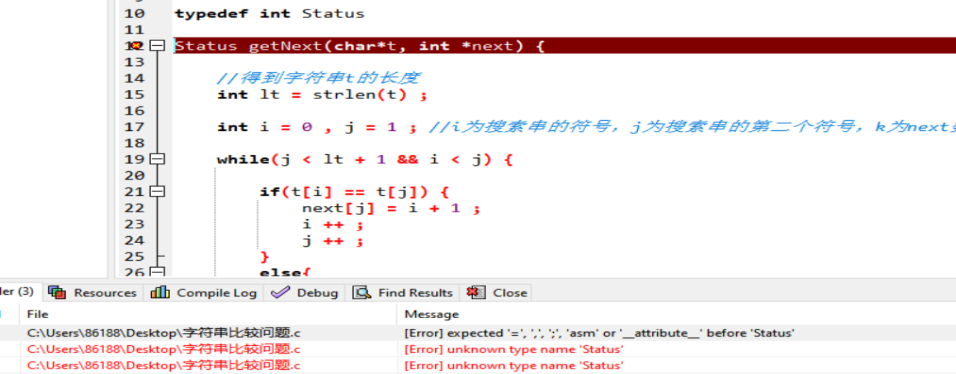 10 typedef int Status
11
12 Status getNext(char*t, int *next) {
13
14 //得到字符串t的长度
15 int lt = strlen(t) ;
16
17 int i = 0 , j = 1 ; //i为搜索串的符号，j为搜索串的第二个符号，k为next
18
19 while(j < lt + 1 && i < j) {
20
21 if(t[i] == t[j]) {
22 next[j] = i + 1 ;
23 i ++ ;
24 j ++ ;
25 }
26 else{
ler (3) Resources Compile Log Debug Find Results Close
File Message
C:\Users\86188\Desktop\字符串比较问题.c [Error] expected '=', ',', ';', 'asm' or '__attribute__' before 'Status'
C:\Users\86188\Desktop\字符串比较问题.c [Error] unknown type name 'Status'
C:\Users\86188\Desktop\字符串比较问题.c [Error] unknown type name 'Status'